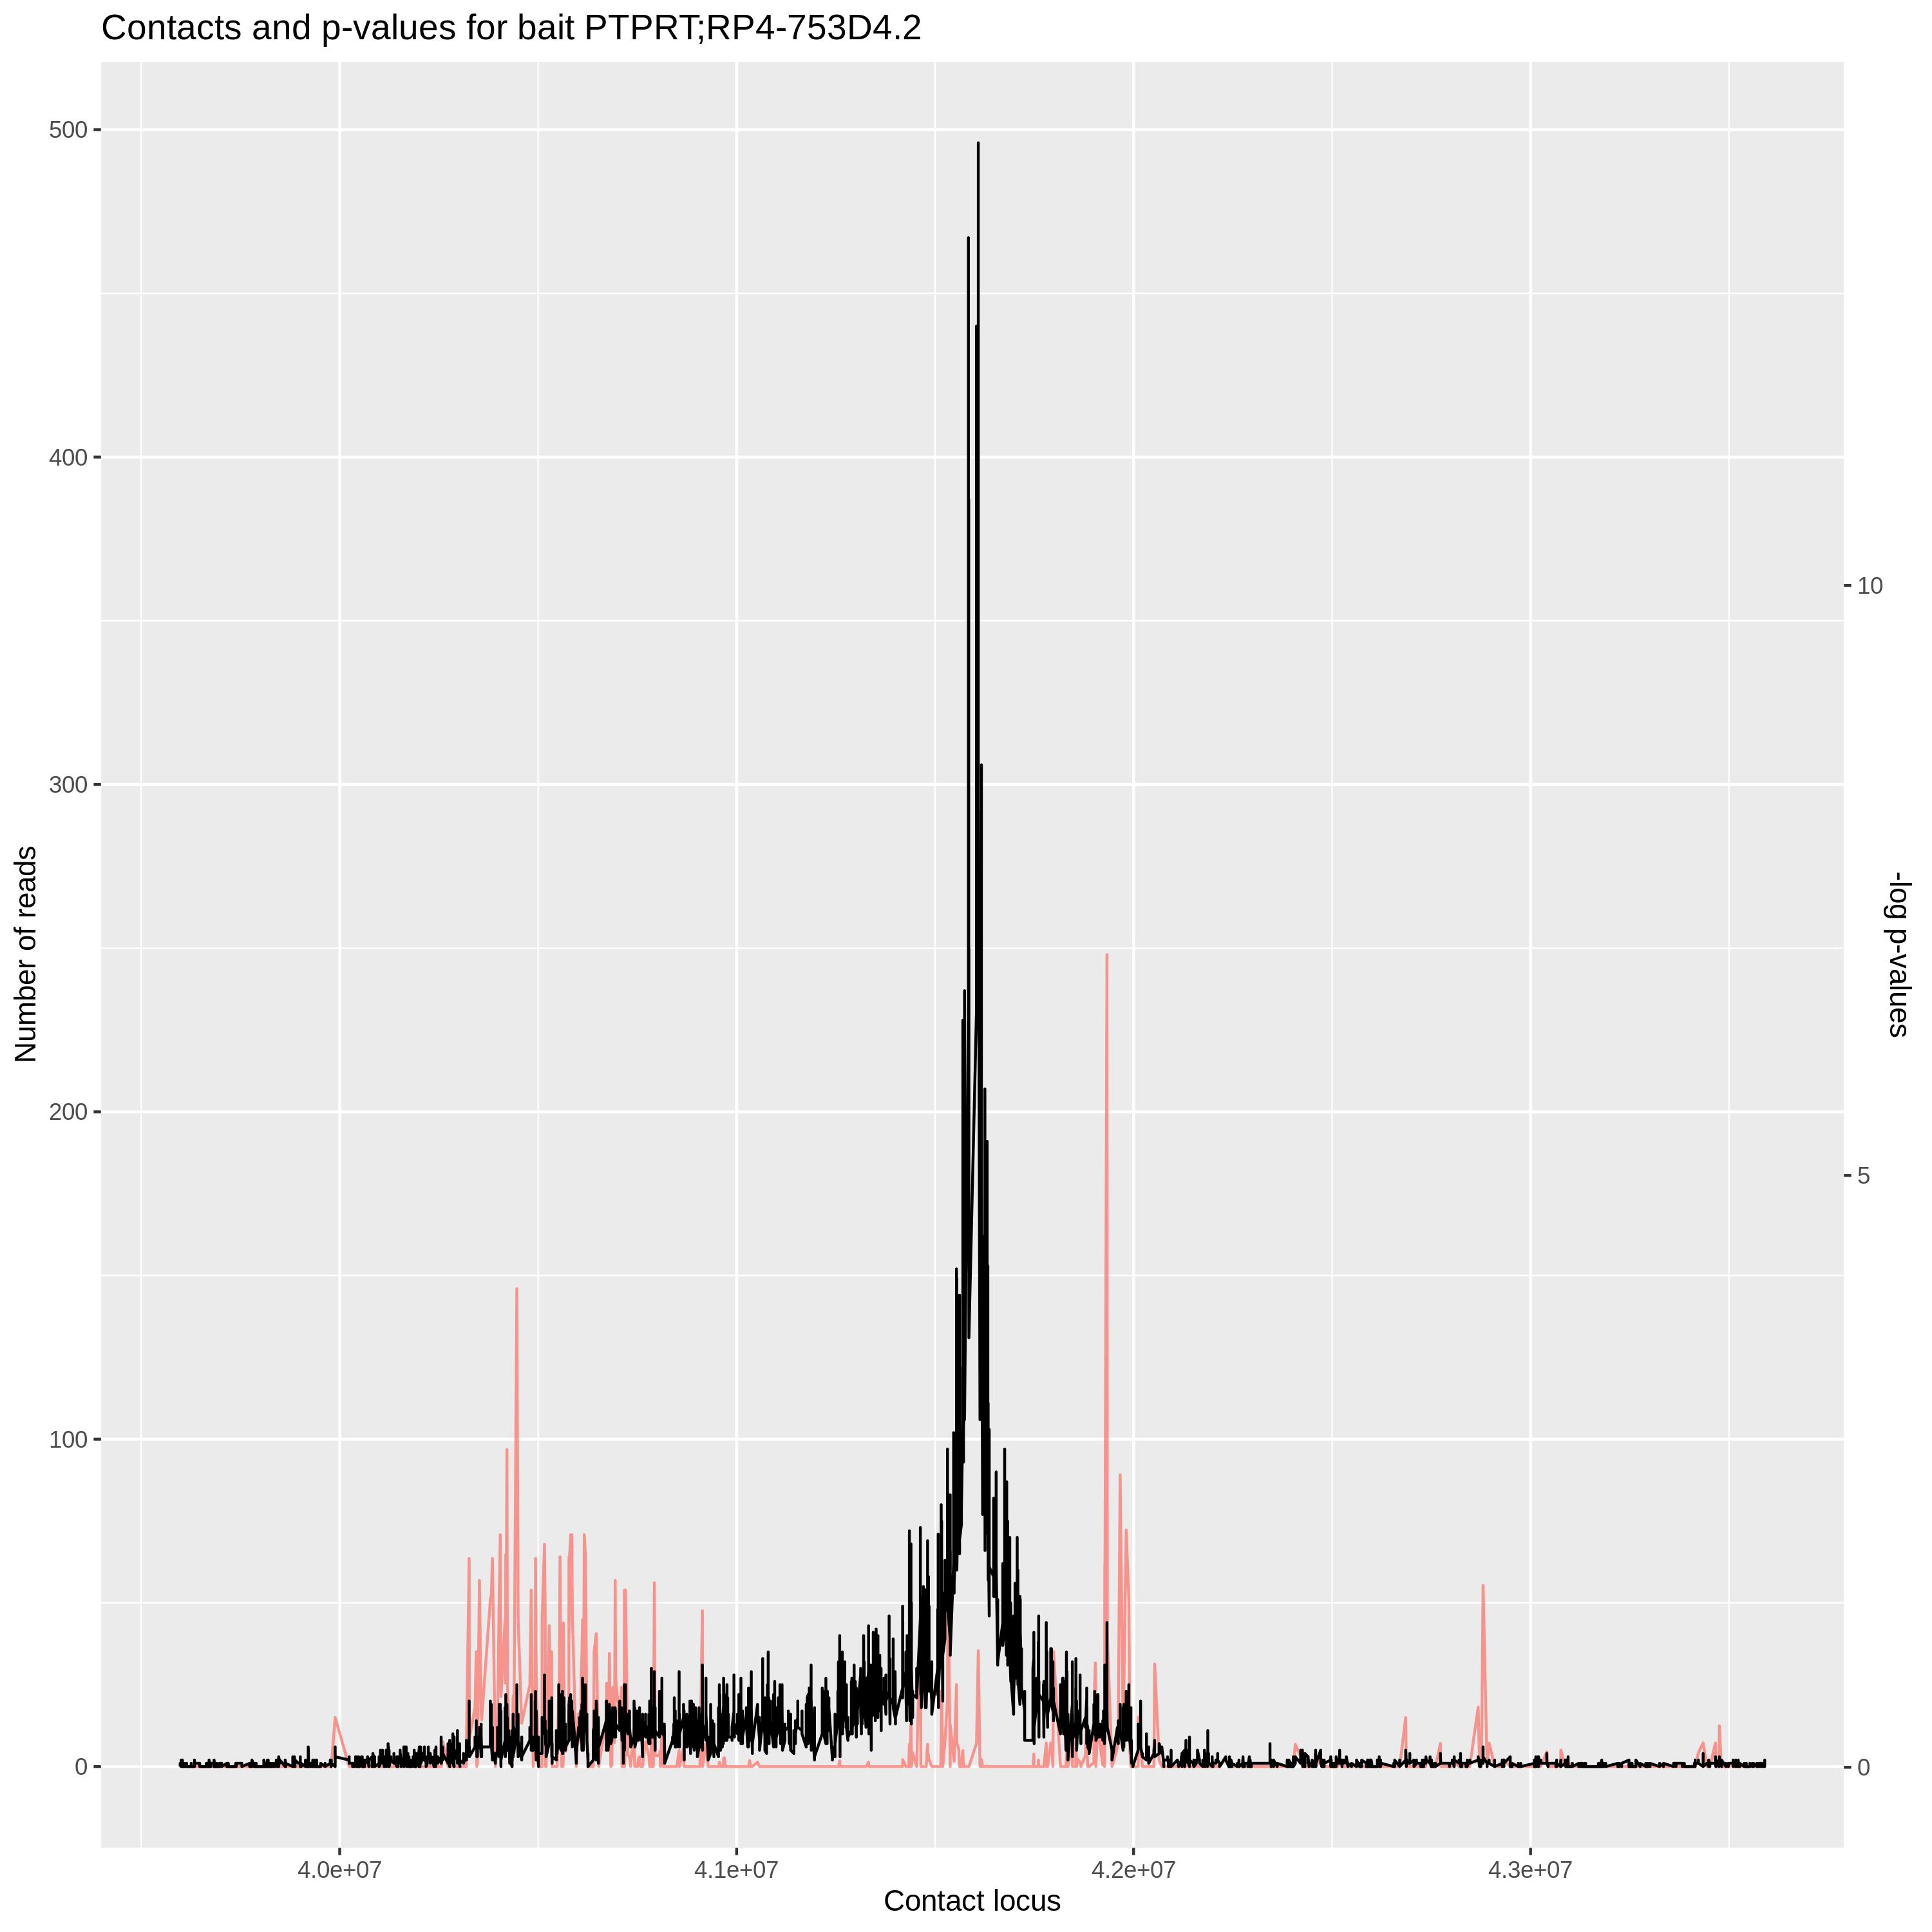 Contacts and p-values for bait PTPRT;RP4-753D4.2
500
400
300
200
100
0
Number of reads
10
5
0
-log p-values
4.0e+07
4.1e+07
4.2e+07
4.3e+07
Contact locus